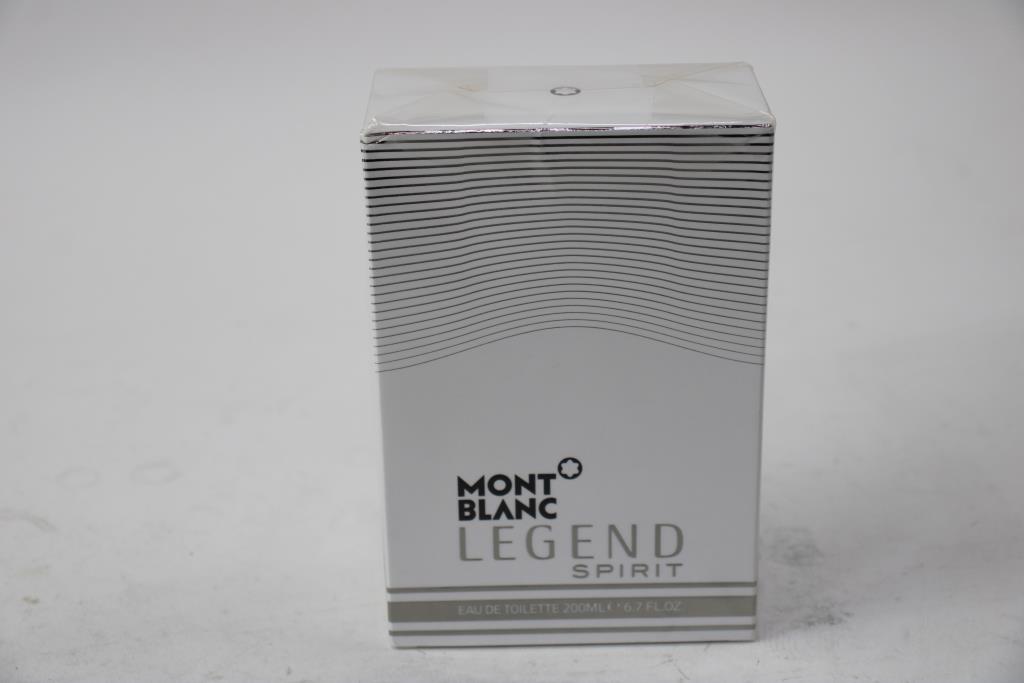 MONT
BLANC
LEGEND
SPIRIT
EAU DE TOILETTE 200ML e 6.7 FL.OZ